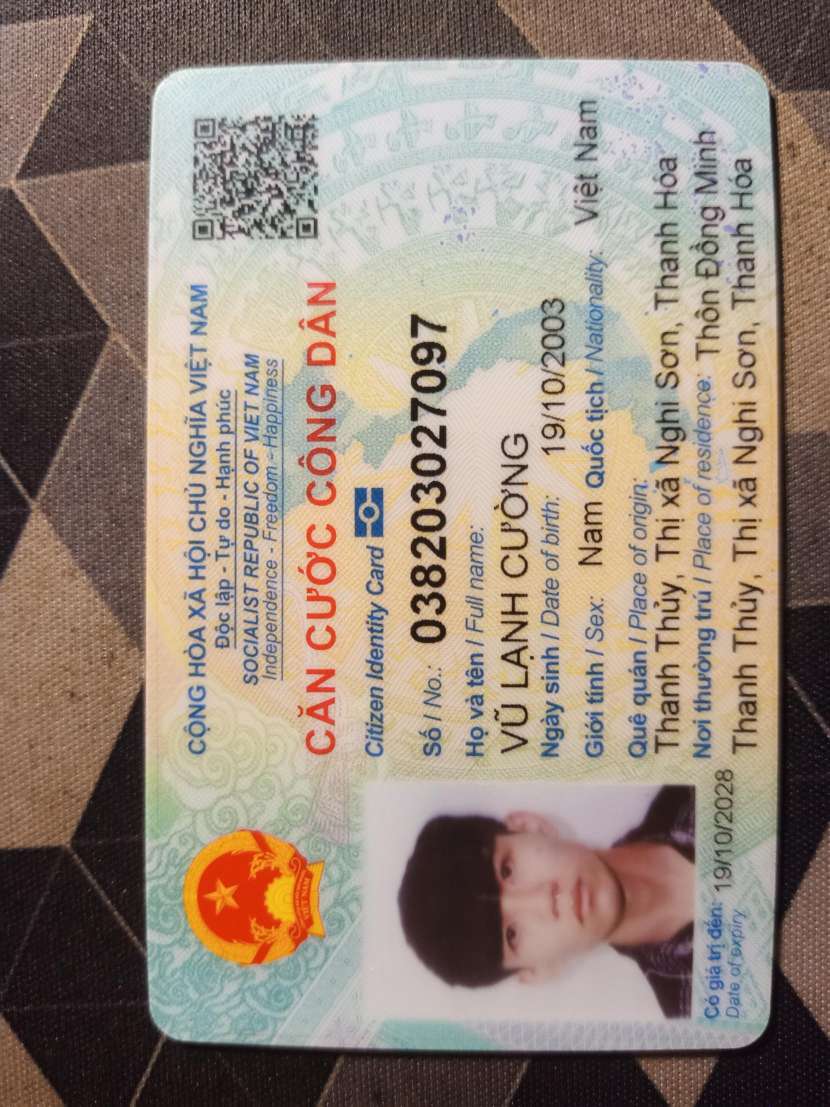 CỘNG HÒA XÃ HỘI CHỦ NGHĨA VIỆT NAM
Độc lập - Tự do - Hạnh phúc
SOCIALIST REPUBLIC OF VIET NAM
Independence - Freedom - Happiness
CĂN CƯỚC CÔNG DÂN
Citizen Identity Card
Số / No.: 038203027097
Họ và tên / Full name:
VŨ LẠNH CƯỜNG
Ngày sinh / Date of birth: 19/10/2003
Giới tính / Sex: Nam Quốc tịch / Nationality: Việt Nam
Quê quán / Place of origin:
Thanh Thủy, Thị xã Nghi Sơn, Thanh Hóa
Nơi thường trú / Place of residence: Thôn Đồng Minh
Thanh Thủy, Thị xã Nghi Sơn, Thanh Hóa
Có giá trị đến: 19/10/2028
Date of expiry